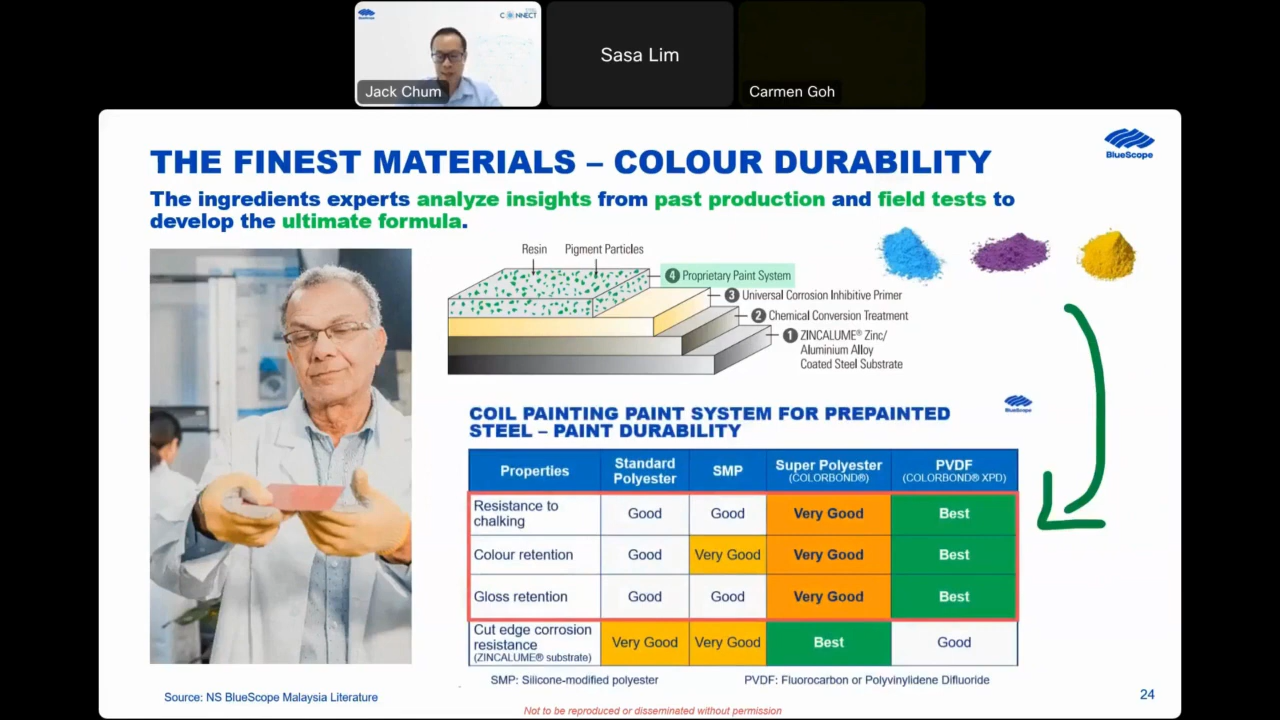 CONNECT
Jack Chum
Sasa Lim
Carmen Goh
BlueScope
THE FINEST MATERIALS – COLOUR DURABILITY
The ingredients experts analyze insights from past production and field tests to
develop the ultimate formula.
Resin Pigment Particles
4 Proprietary Paint System
3 Universal Corrosion Inhibitive Primer
2 Chemical Conversion Treatment
1 ZINCALUME® Zinc/
Aluminium Alloy
Coated Steel Substrate
COIL PAINTING PAINT SYSTEM FOR PREPAINTED
STEEL – PAINT DURABILITY
Properties Standard Polyester SMP Super Polyester (COLORBOND®) PVDF (COLORBOND® XPD)
Resistance to chalking Good Good Very Good Best
Colour retention Good Very Good Very Good Best
Gloss retention Good Good Very Good Best
Cut edge corrosion resistance (ZINCALUME® substrate) Very Good Very Good Best Good
SMP: Silicone-modified polyester PVDF: Fluorocarbon or Polyvinylidene Difluoride
Source: NS BlueScope Malaysia Literature
24
Not to be reproduced or disseminated without permission